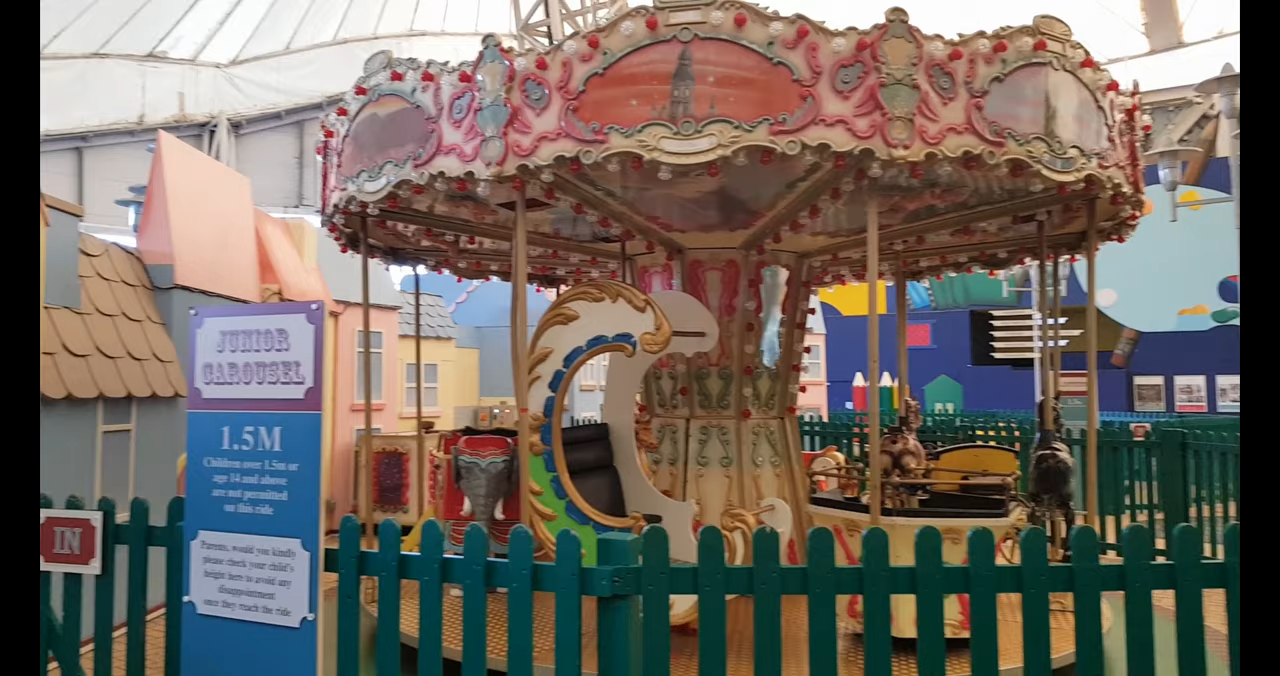 JUNIOR
CAROUSEL
1.5M
Children over 1.5m or
age 14 and above
are not permitted
on this ride
IN
Parents, would you kindly
please check your child's
height here to avoid any
disappointment
once they reach the ride